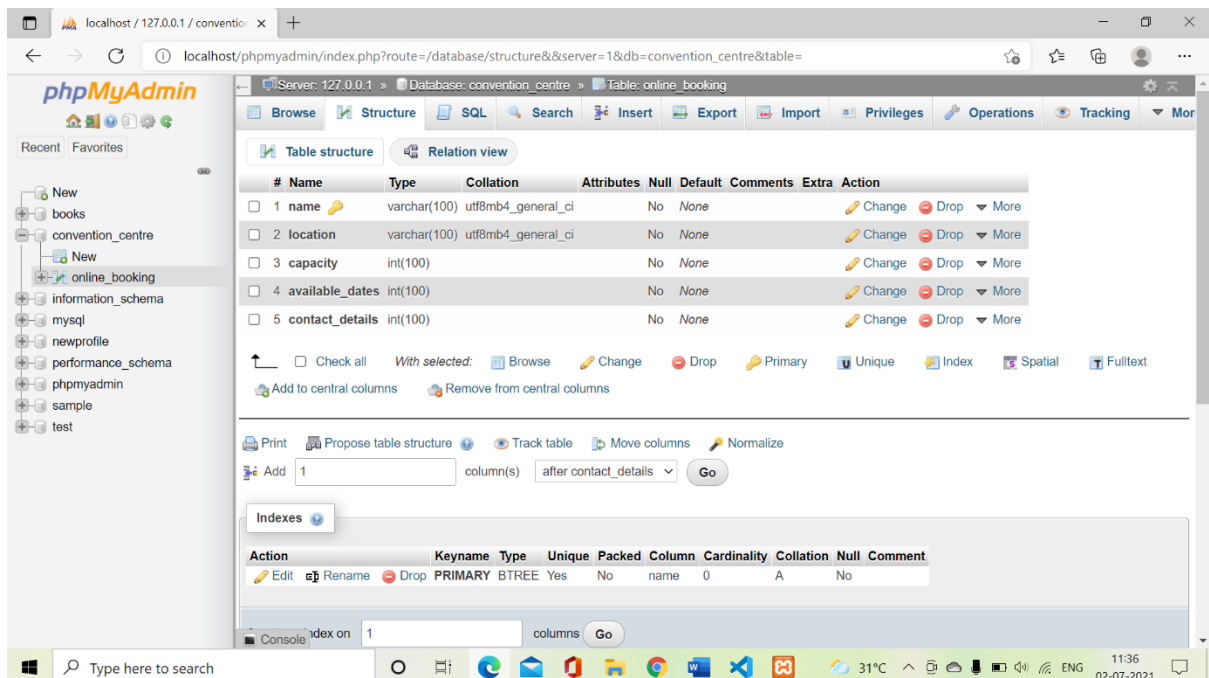 localhost / 127.0.0.1 / convention
localhost/phpmyadmin/index.php?route=/database/structure&&server=1&db=convention_centre&table=
phpMyAdmin
Recent Favorites
New
books
convention_centre
New
online_booking
information_schema
mysql
newprofile
performance_schema
phpmyadmin
sample
test
Server: 127.0.0.1 » Database: convention_centre » Table: online_booking
Browse Structure SQL Search Insert Export Import Privileges Operations Tracking Mor
Table structure Relation view
# Name Type Collation Attributes Null Default Comments Extra Action
1 name varchar(100) utf8mb4_general_ci No None Change Drop More
2 location varchar(100) utf8mb4_general_ci No None Change Drop More
3 capacity int(100) No None Change Drop More
4 available_dates int(100) No None Change Drop More
5 contact_details int(100) No None Change Drop More
Check all With selected: Browse Change Drop Primary Unique Index Spatial Fulltext
Add to central columns Remove from central columns
Print Propose table structure Track table Move columns Normalize
Add 1 column(s) after contact_details Go
Indexes
Action Keyname Type Unique Packed Column Cardinality Collation Null Comment
Edit Rename Drop PRIMARY BTREE Yes No name 0 A No
index on 1 columns Go
Console
Type here to search 31°C ENG 11:36
02-07-2021